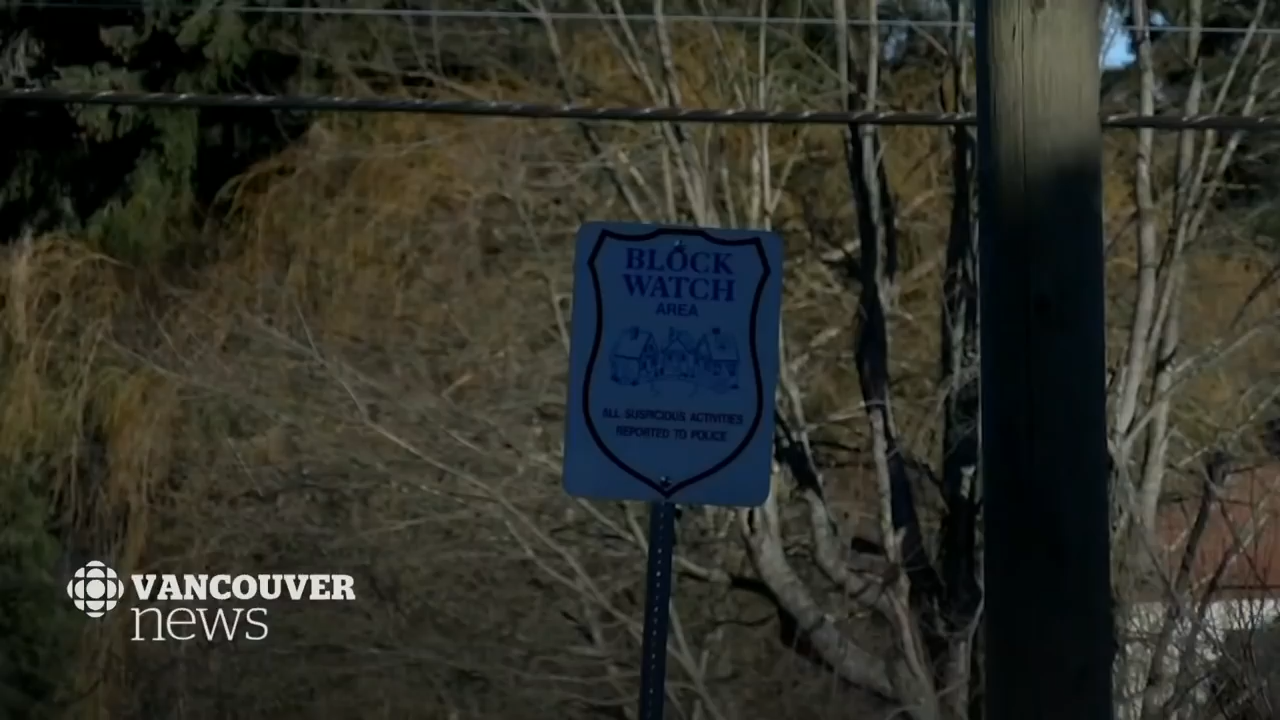 BLOCK
WATCH
AREA
ALL SUSPICIOUS ACTIVITIES
REPORTED TO POLICE
VANCOUVER
news